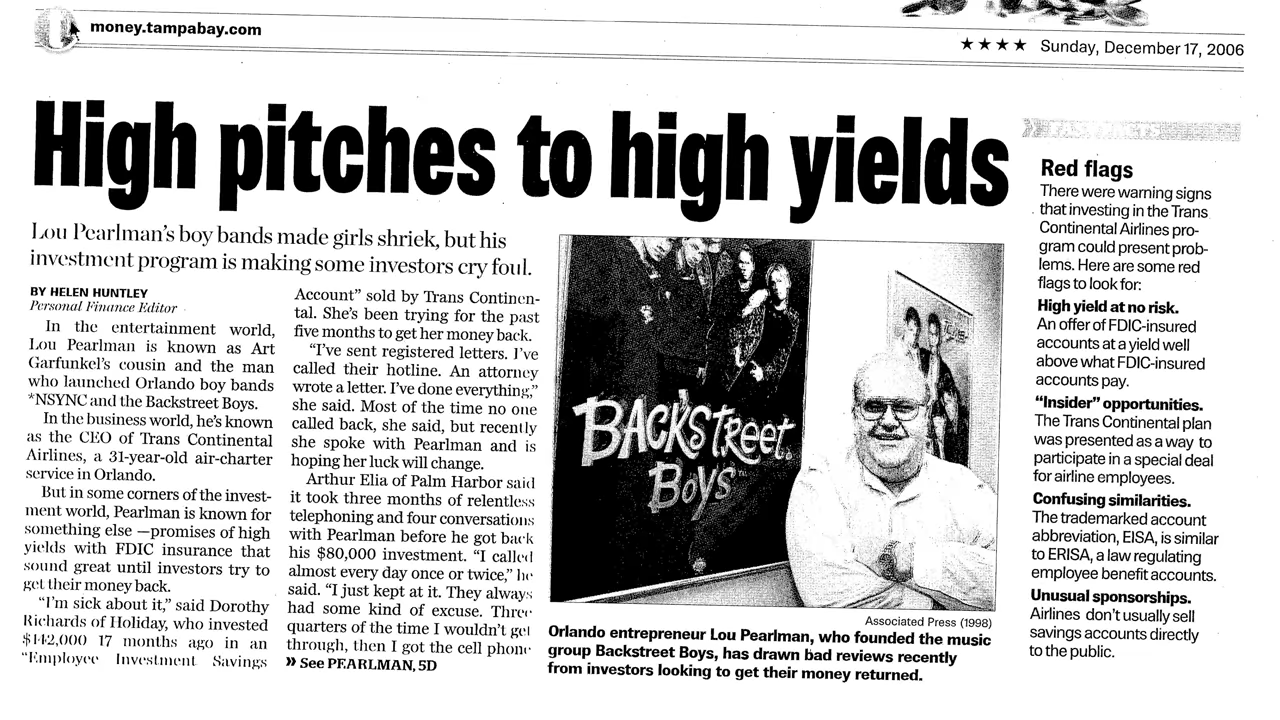 money.tampabay.com
★★★★ Sunday, December 17, 2006
High pitches to high yields
Lou Pearlman's boy bands made girls shriek, but his
investment program is making some investors cry foul.
BY HELEN HUNTLEY
Personal Finance Editor
In the entertainment world,
Lou Pearlman is known as Art
Garfunkel's cousin and the man
who launched Orlando boy bands
*NSYNC and the Backstreet Boys.
In the business world, he's known
as the CEO of Trans Continental
Airlines, a 31-year-old air-charter
service in Orlando.
But in some corners of the invest-
ment world, Pearlman is known for
something else —promises of high
yields with FDIC insurance that
sound great until investors try to
get their money back.
"I'm sick about it," said Dorothy
Richards of Holiday, who invested
$142,000 17 months ago in an
"Employee Investment Savings
Account" sold by Trans Continen-
tal. She's been trying for the past
five months to get her money back.
"I've sent registered letters. I've
called their hotline. An attorney
wrote a letter. I've done everything,"
she said. Most of the time no one
called back, she said, but recently
she spoke with Pearlman and is
hoping her luck will change.
Arthur Elia of Palm Harbor said
it took three months of relentless
telephoning and four conversations
with Pearlman before he got back
his $80,000 investment. "I called
almost every day once or twice," he
said. "I just kept at it. They always
had some kind of excuse. Three
quarters of the time I wouldn't get
through, then I got the cell phone
» See PEARLMAN, 5D
BACKSTREET
BOYS
Associated Press (1998)
Orlando entrepreneur Lou Pearlman, who founded the music
group Backstreet Boys, has drawn bad reviews recently
from investors looking to get their money returned.
Red flags
There were warning signs
that investing in the Trans
Continental Airlines pro-
gram could present prob-
lems. Here are some red
flags to look for:
High yield at no risk.
An offer of FDIC-insured
accounts at a yield well
above what FDIC-insured
accounts pay.
"Insider" opportunities.
The Trans Continental plan
was presented as a way to
participate in a special deal
for airline employees.
Confusing similarities.
The trademarked account
abbreviation, EISA, is similar
to ERISA, a law regulating
employee benefit accounts.
Unusual sponsorships.
Airlines don't usually sell
savings accounts directly
to the public.